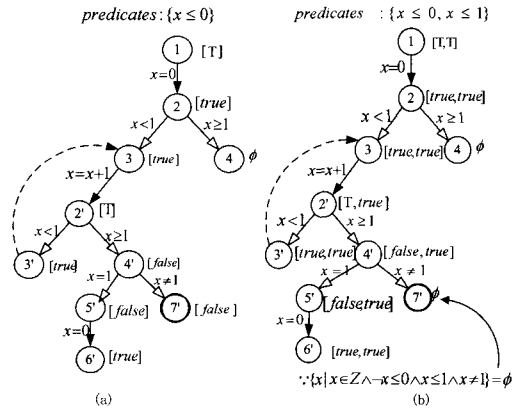 predicates:{x ≤ 0}
1 [T]
x=0
2 [true]
x<1 x≥1
3 [true] 4 ϕ
x=x+1
2' [T]
x<1 x≥1
3' [true] 4' [false]
x=1 x≠1
5' [false] 7' [false]
x=0
6' [true]
(a)
predicates :{x ≤ 0, x ≤ 1}
1 [T,T]
x=0
2 [true,true]
x<1 x≥1
3 [true,true] 4 ϕ
x=x+1
2' [T,true]
x<1 x≥1
3' [true,true] 4' [false,true]
x=1 x≠1
5' [false,true] 7' ϕ
x=0
6' [true,true]
∵{x|x∈Z∧¬x≤0∧x≤1∧x≠1}=ϕ
(b)